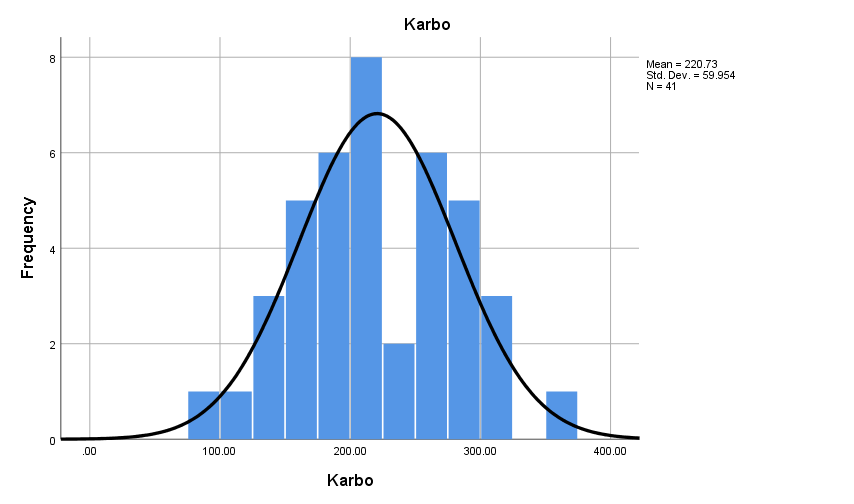 Karbo
Mean = 220.73
Std. Dev. = 59.954
N = 41
8
6
4
2
0
Frequency
.00
100.00
200.00
300.00
400.00
Karbo